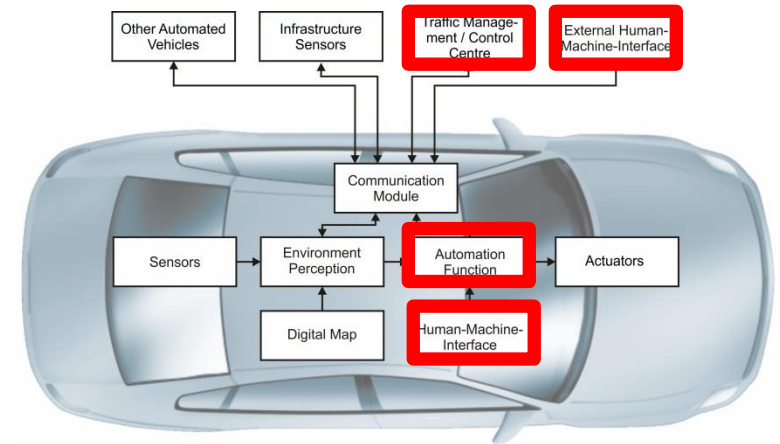 Other Automated
Vehicles
Infrastructure
Sensors
Traffic Manage-
ment / Control
Centre
External Human-
Machine-Interface
Communication
Module
Sensors
Environment
Perception
Automation
Function
Actuators
Digital Map
Human-Machine-
Interface